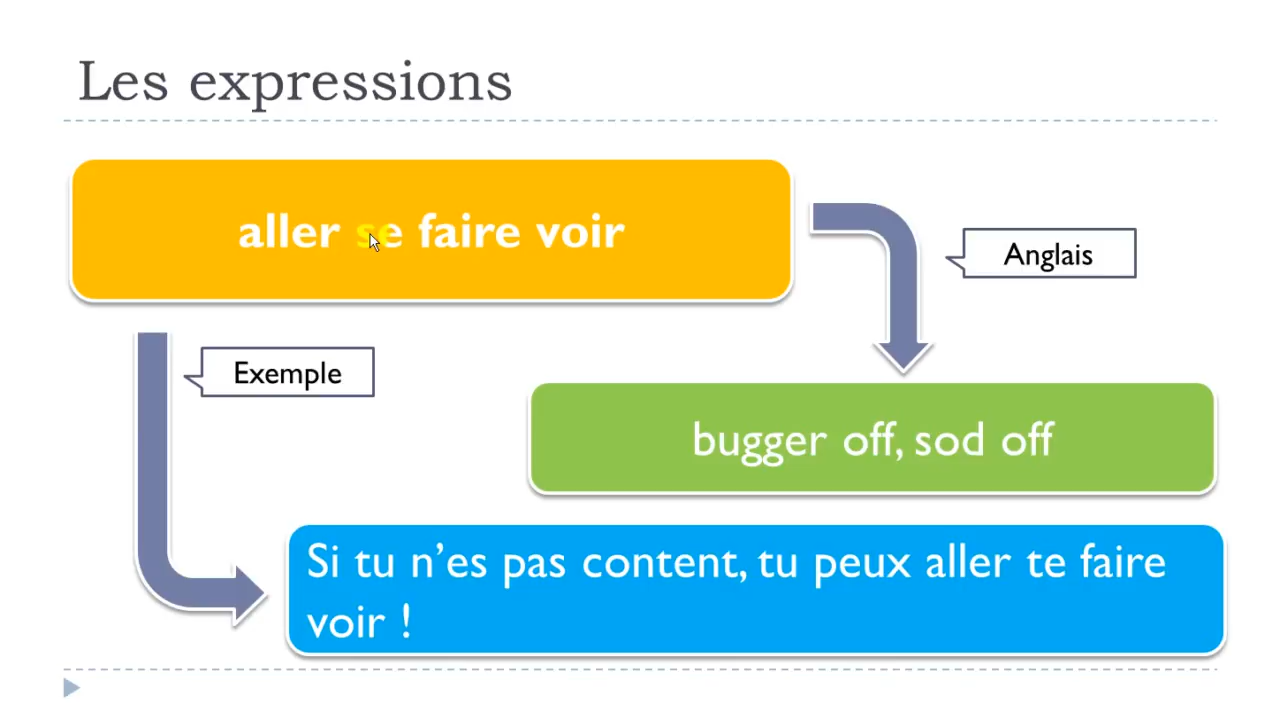 Les expressions
aller se faire voir
Anglais
Exemple
bugger off, sod off
Si tu n’es pas content, tu peux aller te faire
voir !